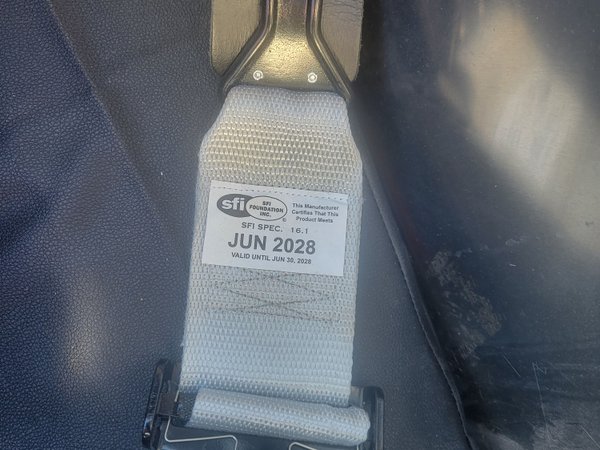 sfi
SFI
FOUNDATION
INC.
®
This Manufacturer
Certifies That This
Product Meets
SFI SPEC. 16.1
JUN 2028
VALID UNTIL JUN 30, 2028